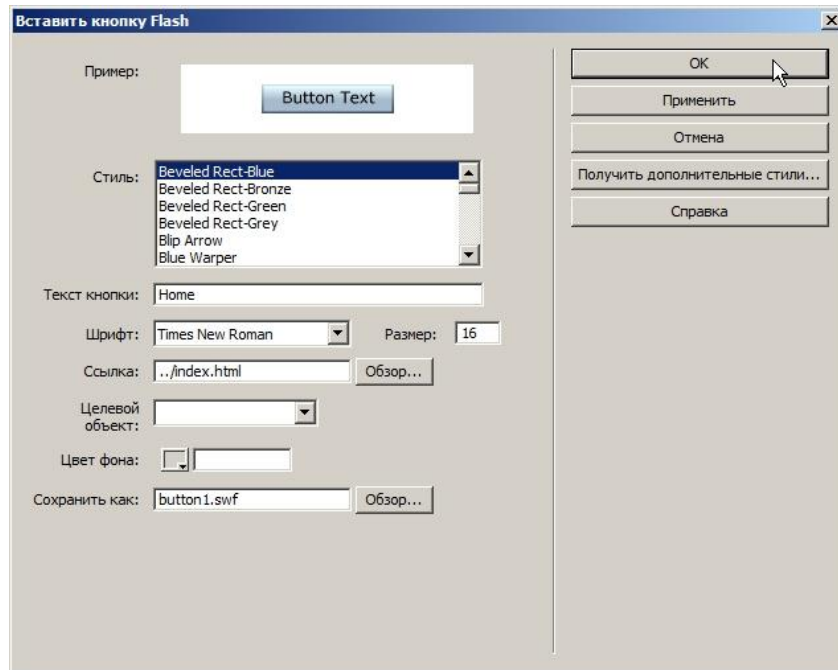 Вставить кнопку Flash
Пример:
Button Text
Стиль:
Beveled Rect-Blue
Beveled Rect-Bronze
Beveled Rect-Green
Beveled Rect-Grey
Blip Arrow
Blue Warper
Текст кнопки: Home
Шрифт: Times New Roman Размер: 16
Ссылка: ../index.html Обзор...
Целевой
объект:
Цвет фона:
Сохранить как: button1.swf Обзор...
OK
Применить
Отмена
Получить дополнительные стили...
Справка